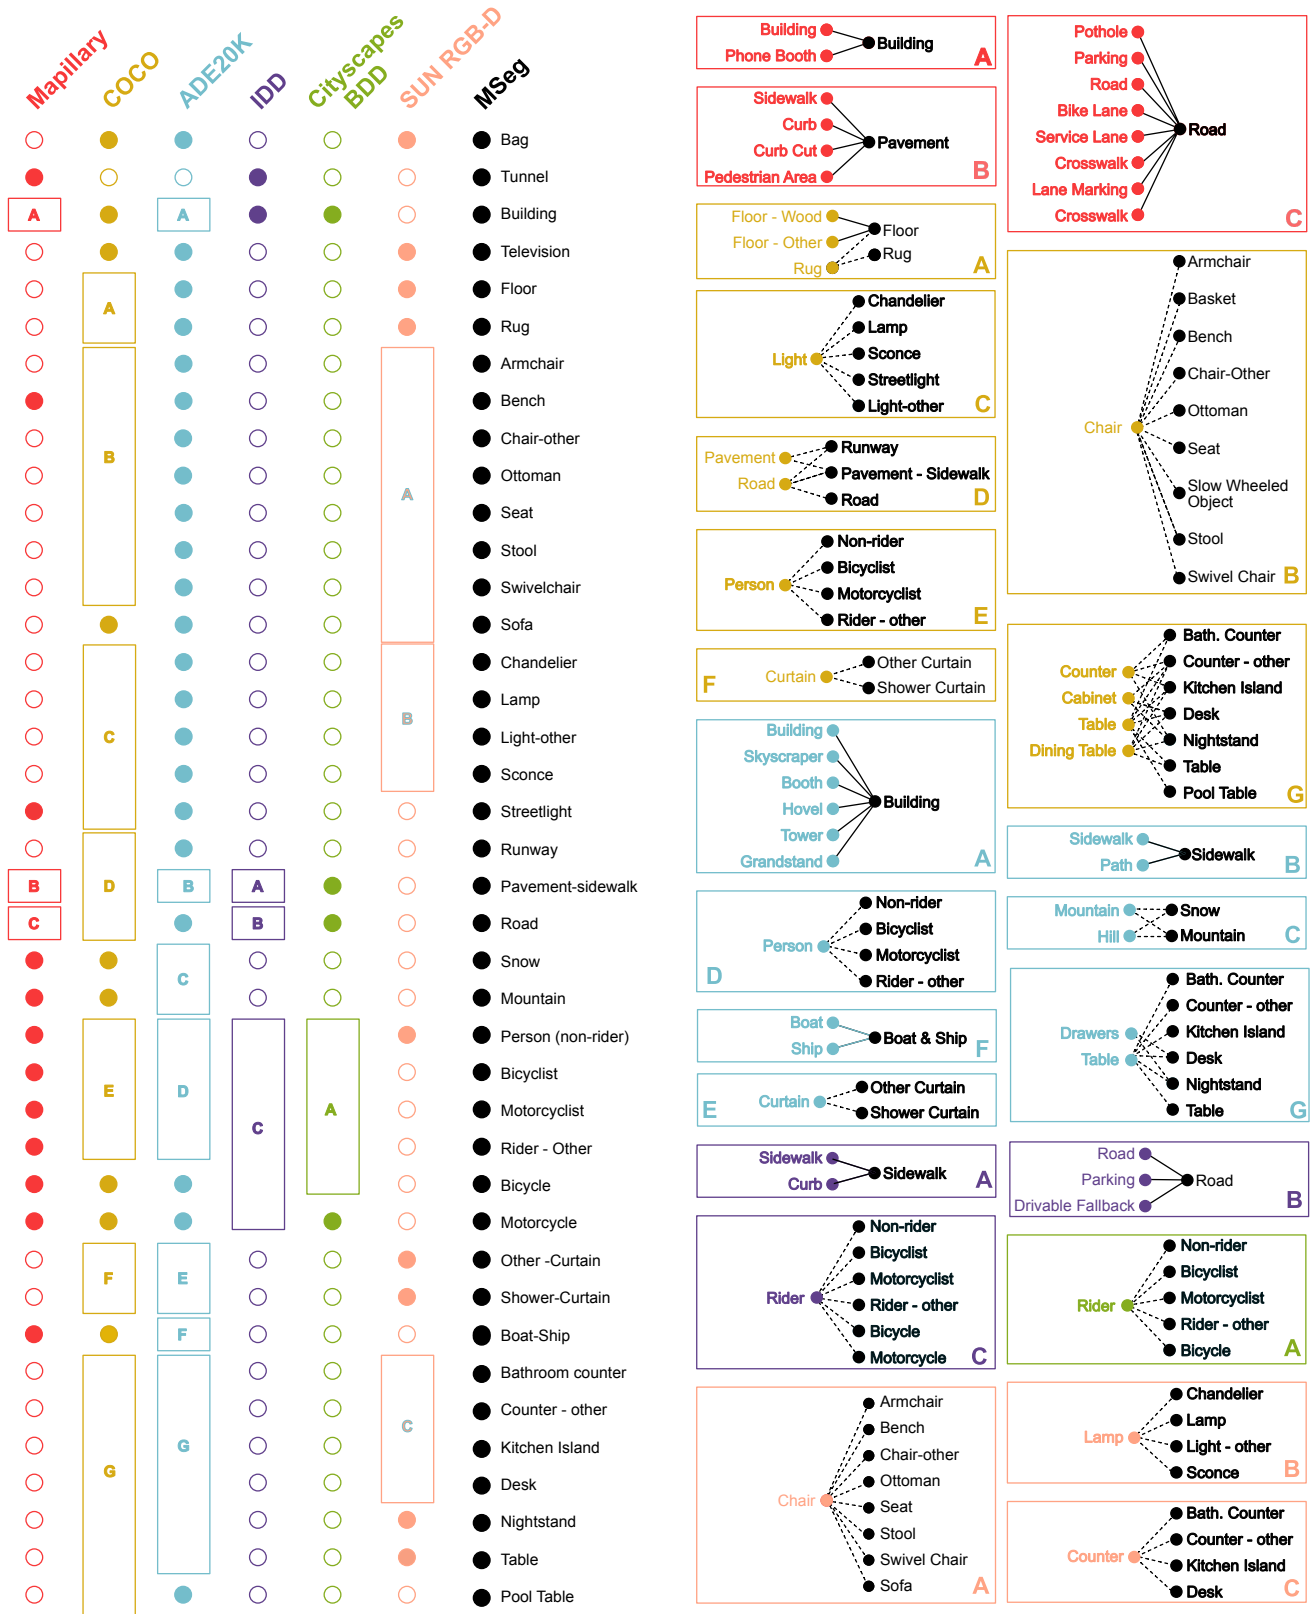 Mapillary
COCO
ADE20K
IDD
Cityscapes
BDD
SUN RGB-D
MSeg
Bag
Tunnel
A A Building
Television
A Floor
Rug
Armchair
Bench
Chair-other
B Ottoman
A Seat
Stool
Swivelchair
Sofa
Chandelier
B Lamp
C Light-other
Sconce
Streetlight
Runway
B D B A Pavement-sidewalk
C B Road
Snow
C Mountain
Person (non-rider)
E D Bicyclist
C A Motorcyclist
Rider - Other
Bicycle
Motorcycle
F E Other -Curtain
Shower-Curtain
F Boat-Ship
Bathroom counter
C Counter - other
G Kitchen Island
G Desk
Nightstand
Table
Pool Table
Building
Phone Booth
Building
A
Sidewalk
Curb
Curb Cut
Pedestrian Area
Pavement
B
Floor - Wood
Floor - Other
Rug
Floor
Rug
A
Light
Chandelier
Lamp
Sconce
Streetlight
Light-other
C
Pavement
Road
Runway
Pavement - Sidewalk
Road
D
Person
Non-rider
Bicyclist
Motorcyclist
Rider - other
E
Curtain
Other Curtain
Shower Curtain
F
Building
Skyscraper
Booth
Hovel
Tower
Grandstand
Building
A
Person
Non-rider
Bicyclist
Motorcyclist
Rider - other
D
Boat
Ship
Boat & Ship
F
Curtain
Other Curtain
Shower Curtain
E
Sidewalk
Curb
Sidewalk
A
Rider
Non-rider
Bicyclist
Motorcyclist
Rider - other
Bicycle
Motorcycle
C
Chair
Armchair
Bench
Chair-other
Ottoman
Seat
Stool
Swivel Chair
Sofa
A
Pothole
Parking
Road
Bike Lane
Service Lane
Crosswalk
Lane Marking
Crosswalk
Road
C
Chair
Armchair
Basket
Bench
Chair-Other
Ottoman
Seat
Slow Wheeled
Object
Stool
Swivel Chair
B
Counter
Cabinet
Table
Dining Table
Bath. Counter
Counter - other
Kitchen Island
Desk
Nightstand
Table
Pool Table
G
Sidewalk
Path
Sidewalk
B
Mountain
Hill
Snow
Mountain
C
Drawers
Table
Bath. Counter
Counter - other
Kitchen Island
Desk
Nightstand
Table
G
Road
Parking
Drivable Fallback
Road
B
Rider
Non-rider
Bicyclist
Motorcyclist
Rider - other
Bicycle
A
Lamp
Chandelier
Lamp
Light - other
Sconce
B
Counter
Bath. Counter
Counter - other
Kitchen Island
Desk
C